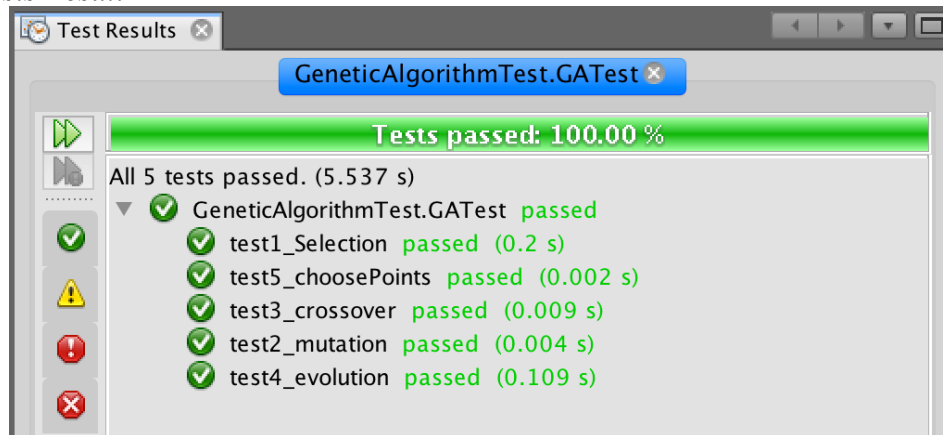 Test Results
GeneticAlgorithmTest.GATest
Tests passed: 100.00 %
All 5 tests passed. (5.537 s)
GeneticAlgorithmTest.GATest passed
test1_Selection passed (0.2 s)
test5_choosePoints passed (0.002 s)
test3_crossover passed (0.009 s)
test2_mutation passed (0.004 s)
test4_evolution passed (0.109 s)